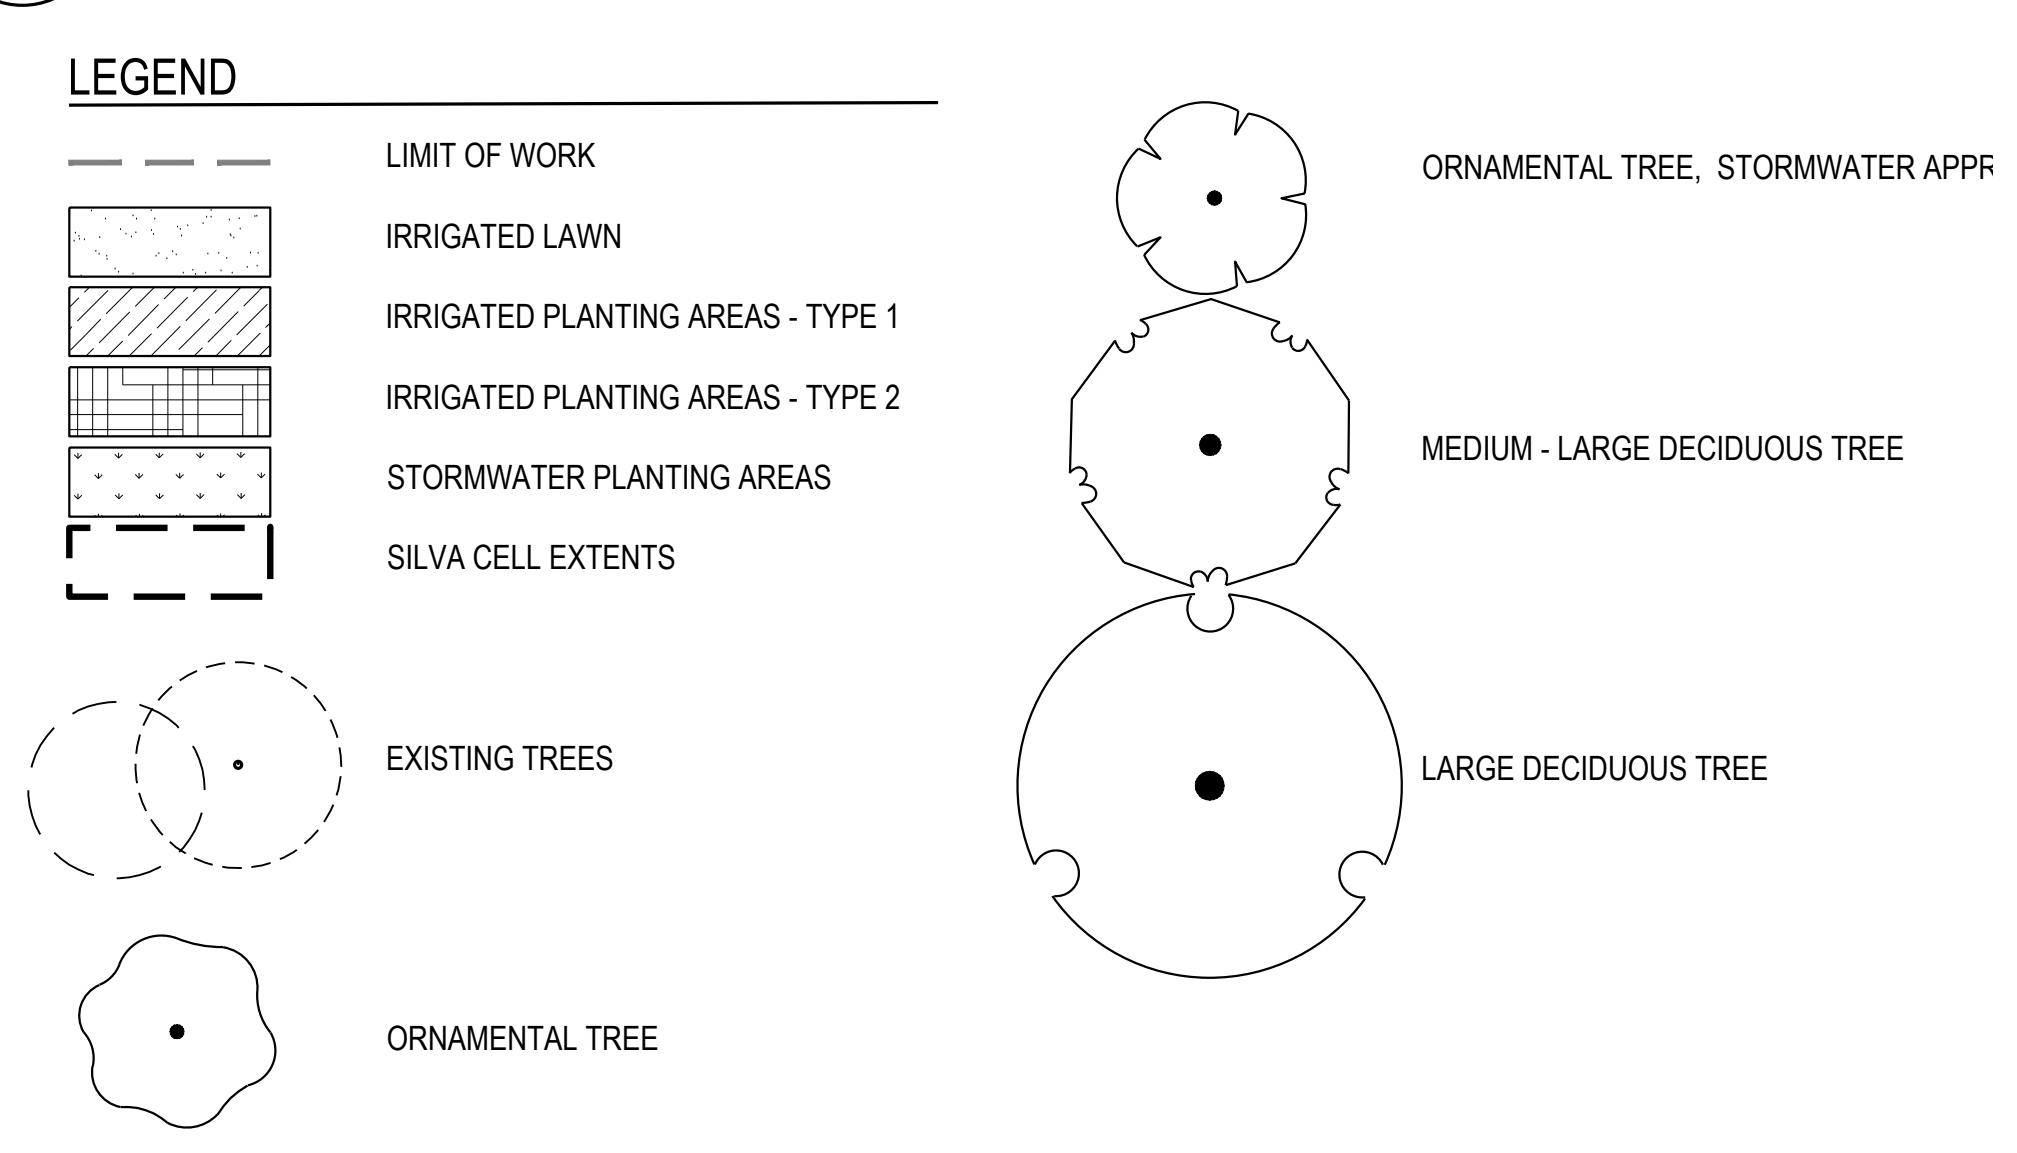 LEGEND
LIMIT OF WORK
IRRIGATED LAWN
IRRIGATED PLANTING AREAS - TYPE 1
IRRIGATED PLANTING AREAS - TYPE 2
STORMWATER PLANTING AREAS
SILVA CELL EXTENTS
EXISTING TREES
ORNAMENTAL TREE
ORNAMENTAL TREE, STORMWATER
MEDIUM - LARGE DECIDUOUS TREE
LARGE DECIDUOUS TREE